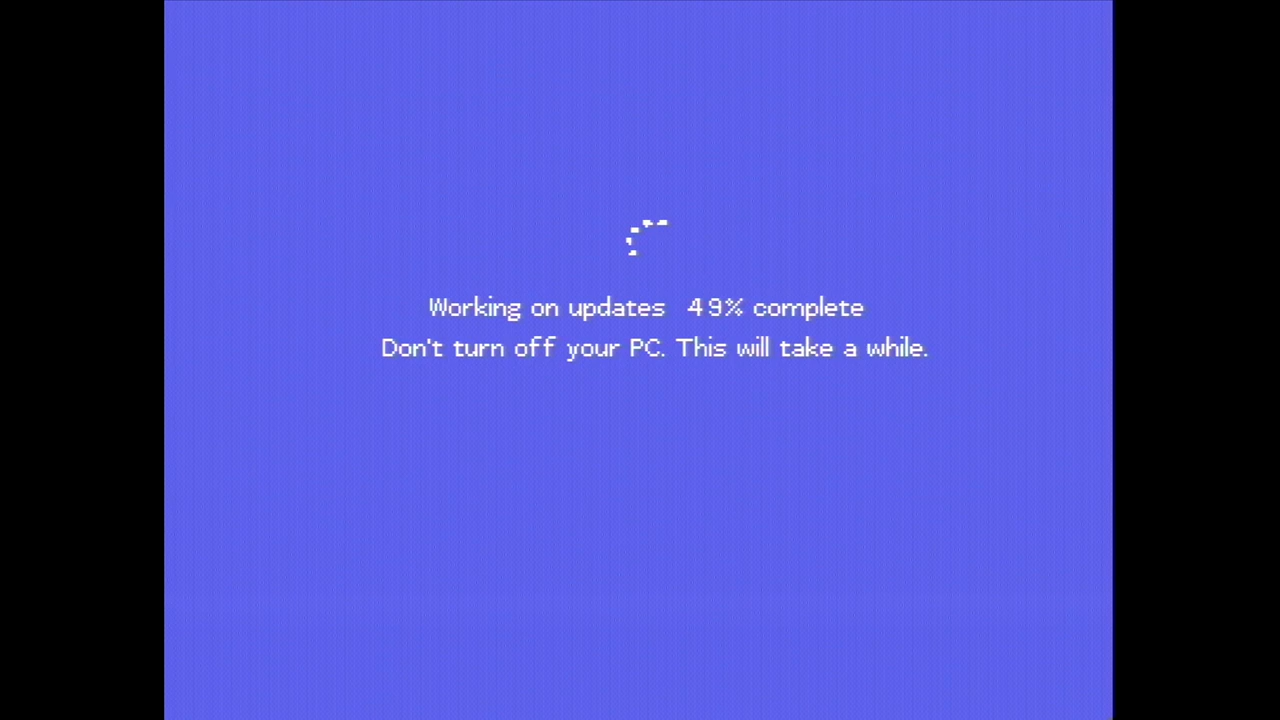 Working on updates 49% complete
Don't turn off your PC. This will take a while.